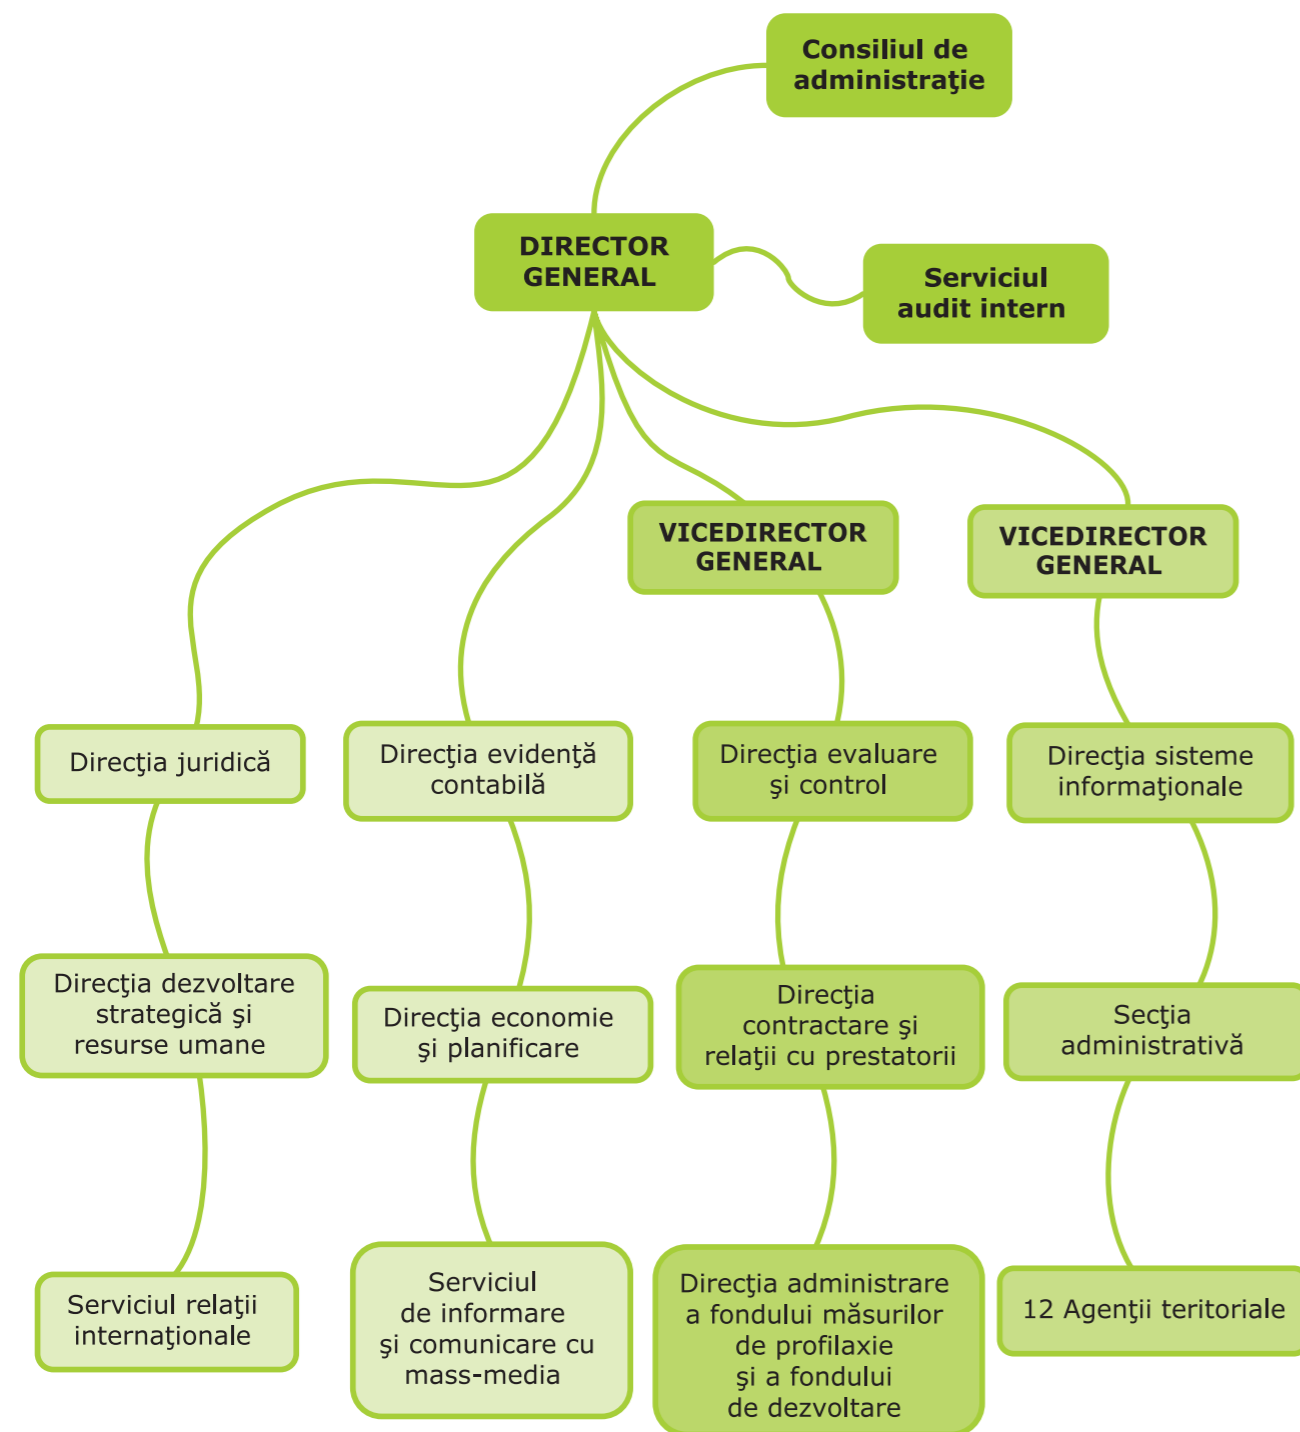 Consiliul de
administraţie
DIRECTOR
GENERAL
Serviciul
audit intern
VICEDIRECTOR
GENERAL
VICEDIRECTOR
GENERAL
Direcţia juridică
Direcţia evidenţă
contabilă
Direcţia evaluare
şi control
Direcţia sisteme
informaţionale
Direcţia dezvoltare
strategică şi
resurse umane
Direcţia economie
şi planificare
Direcţia
contractare şi
relaţii cu prestatorii
Secţia
administrativă
Serviciul relaţii
internaţionale
Serviciul
de informare
şi comunicare cu
mass-media
Direcţia administrare
a fondului măsurilor
de profilaxie
şi a fondului
de dezvoltare
12 Agenţii teritoriale